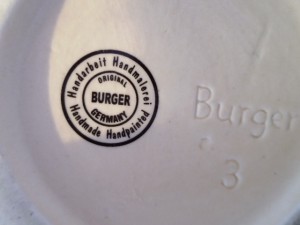 Handarbeit Handmalerei
ORIGINAL
BURGER
GERMANY
Handmade Handpainted
Burger
3